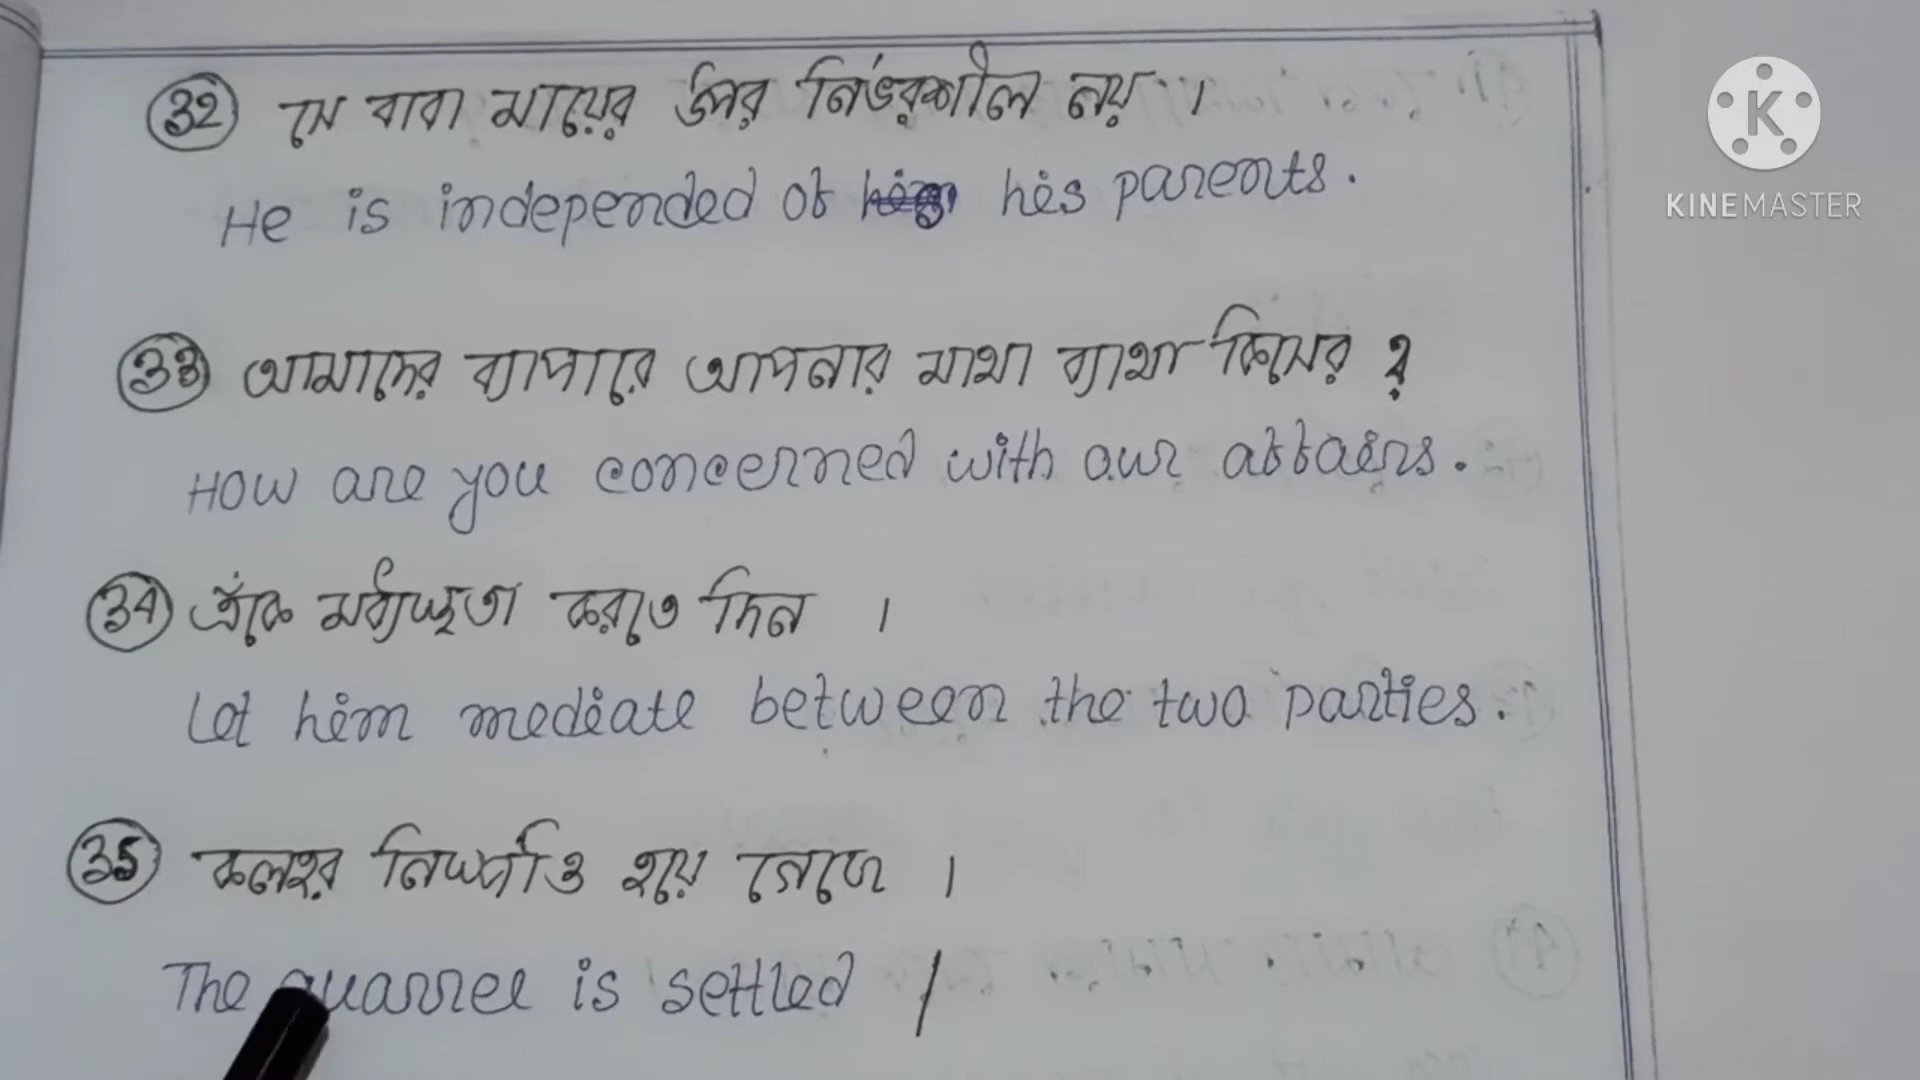 32 সে বাবা মায়ের উপর নির্ভরশীল নয় ।
He is independed of his parents.
33 আমাদের ব্যাপারে আপনার মাথা ব্যাথা কিসের ?
How are you concerned with our affairs.
34 ওঁকে মধ্যস্থতা করতে দিন ।
Let him mediate between the two parties.
35 কলহর নিষ্পত্তি হয়ে গেছে ।
The quarrel is settled
K
KINEMASTER